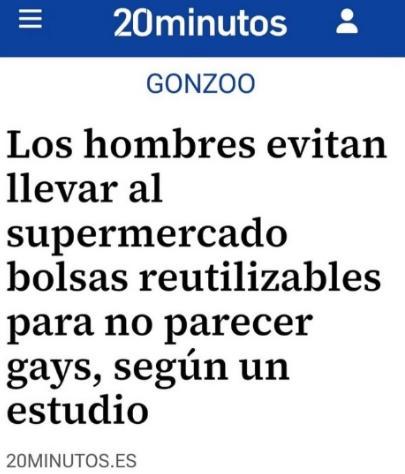 20minutos
GONZOO
Los hombres evitan
llevar al
supermercado
bolsas reutilizables
para no parecer
gays, según un
estudio
20MINUTOS.ES